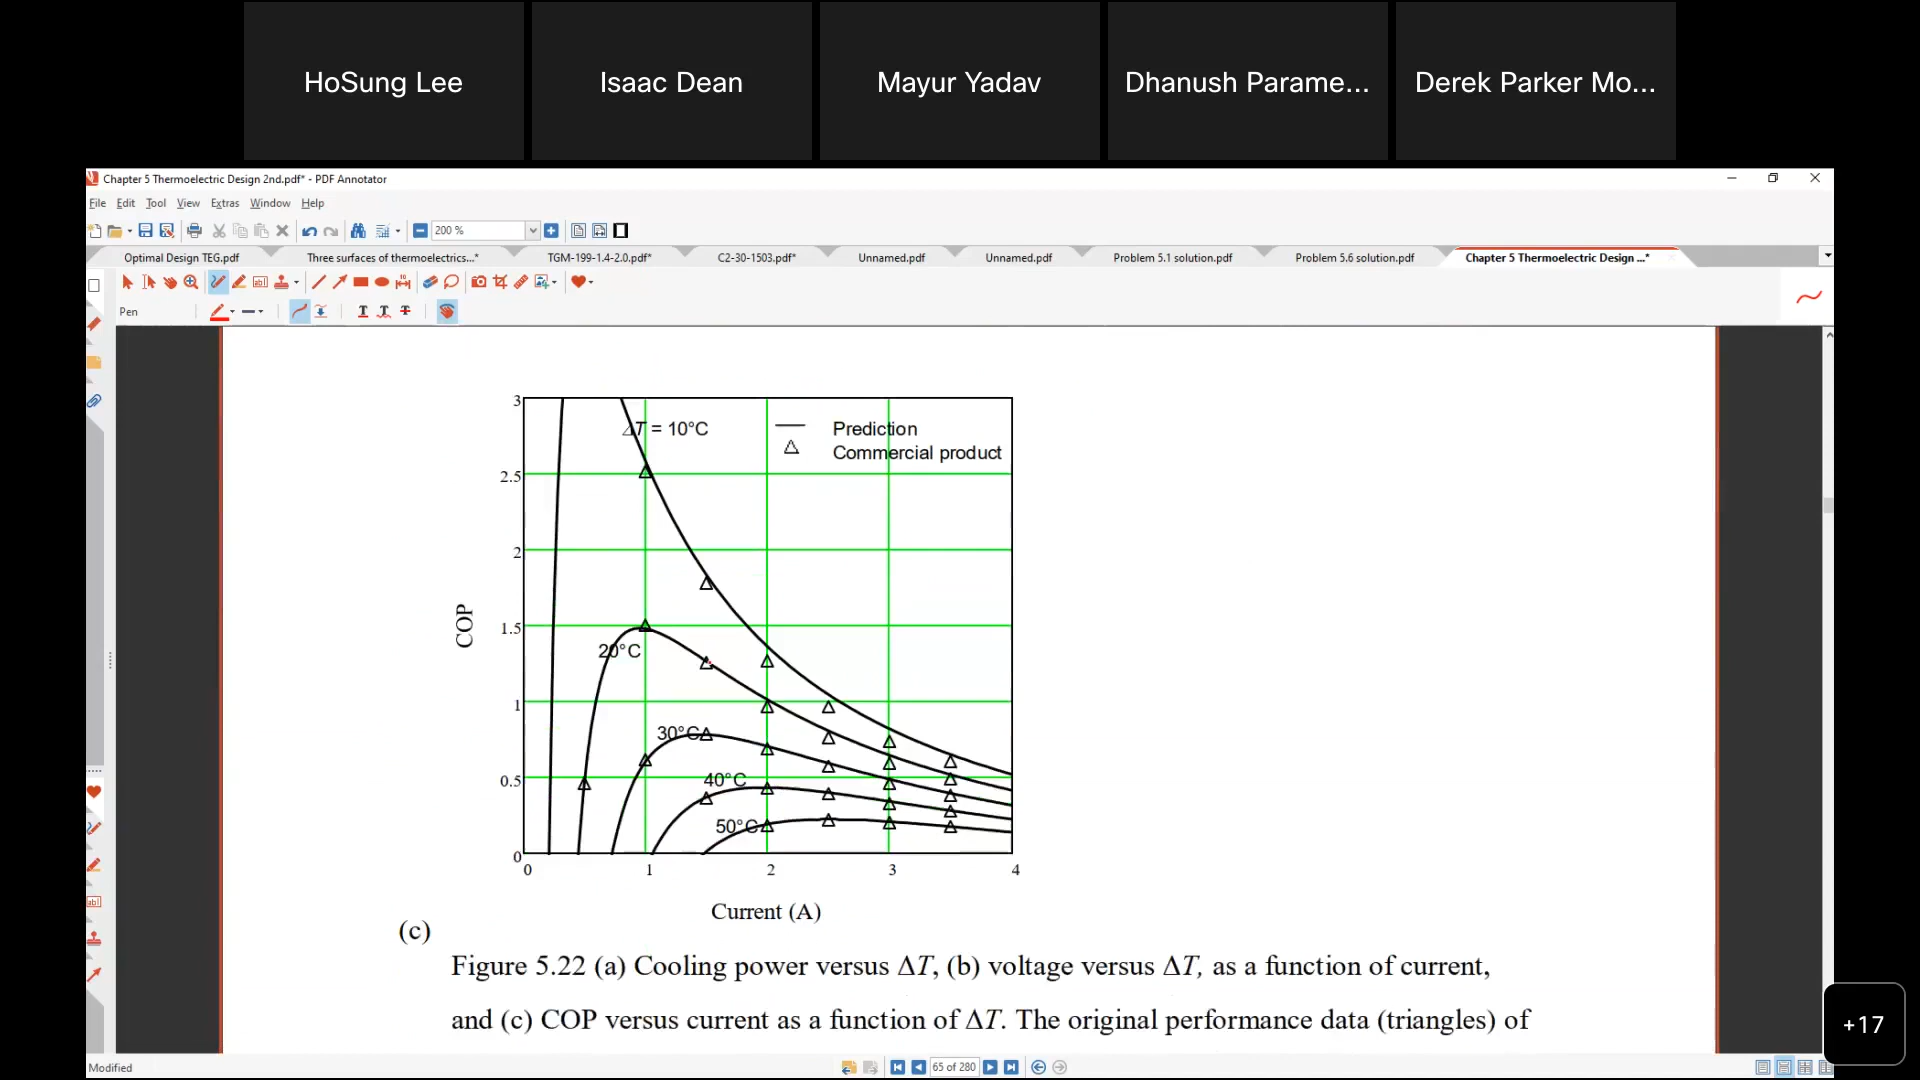 HoSung Lee
Isaac Dean
Mayur Yadav
Dhanush Parame...
Derek Parker Mo...
Chapter 5 Thermoelectric Design 2nd.pdf* - PDF Annotator
File Edit Tool View Extras Window Help
200 %
Optimal Design TEG.pdf
Three surfaces of thermoelectrics...*
TGM-199-1.4-2.0.pdf*
C2-30-1503.pdf*
Unnamed.pdf
Unnamed.pdf
Problem 5.1 solution.pdf
Problem 5.6 solution.pdf
Chapter 5 Thermoelectric Design ...*
Pen
3
ΔT = 10°C
Prediction
Commercial product
2.5
2
1.5
20°C
COP
1
30°C
0.5
40°C
50°C
0
0 1 2 3 4
Current (A)
(c)
Figure 5.22 (a) Cooling power versus ΔT, (b) voltage versus ΔT, as a function of current,
and (c) COP versus current as a function of ΔT. The original performance data (triangles) of
+17
Modified
65 of 280